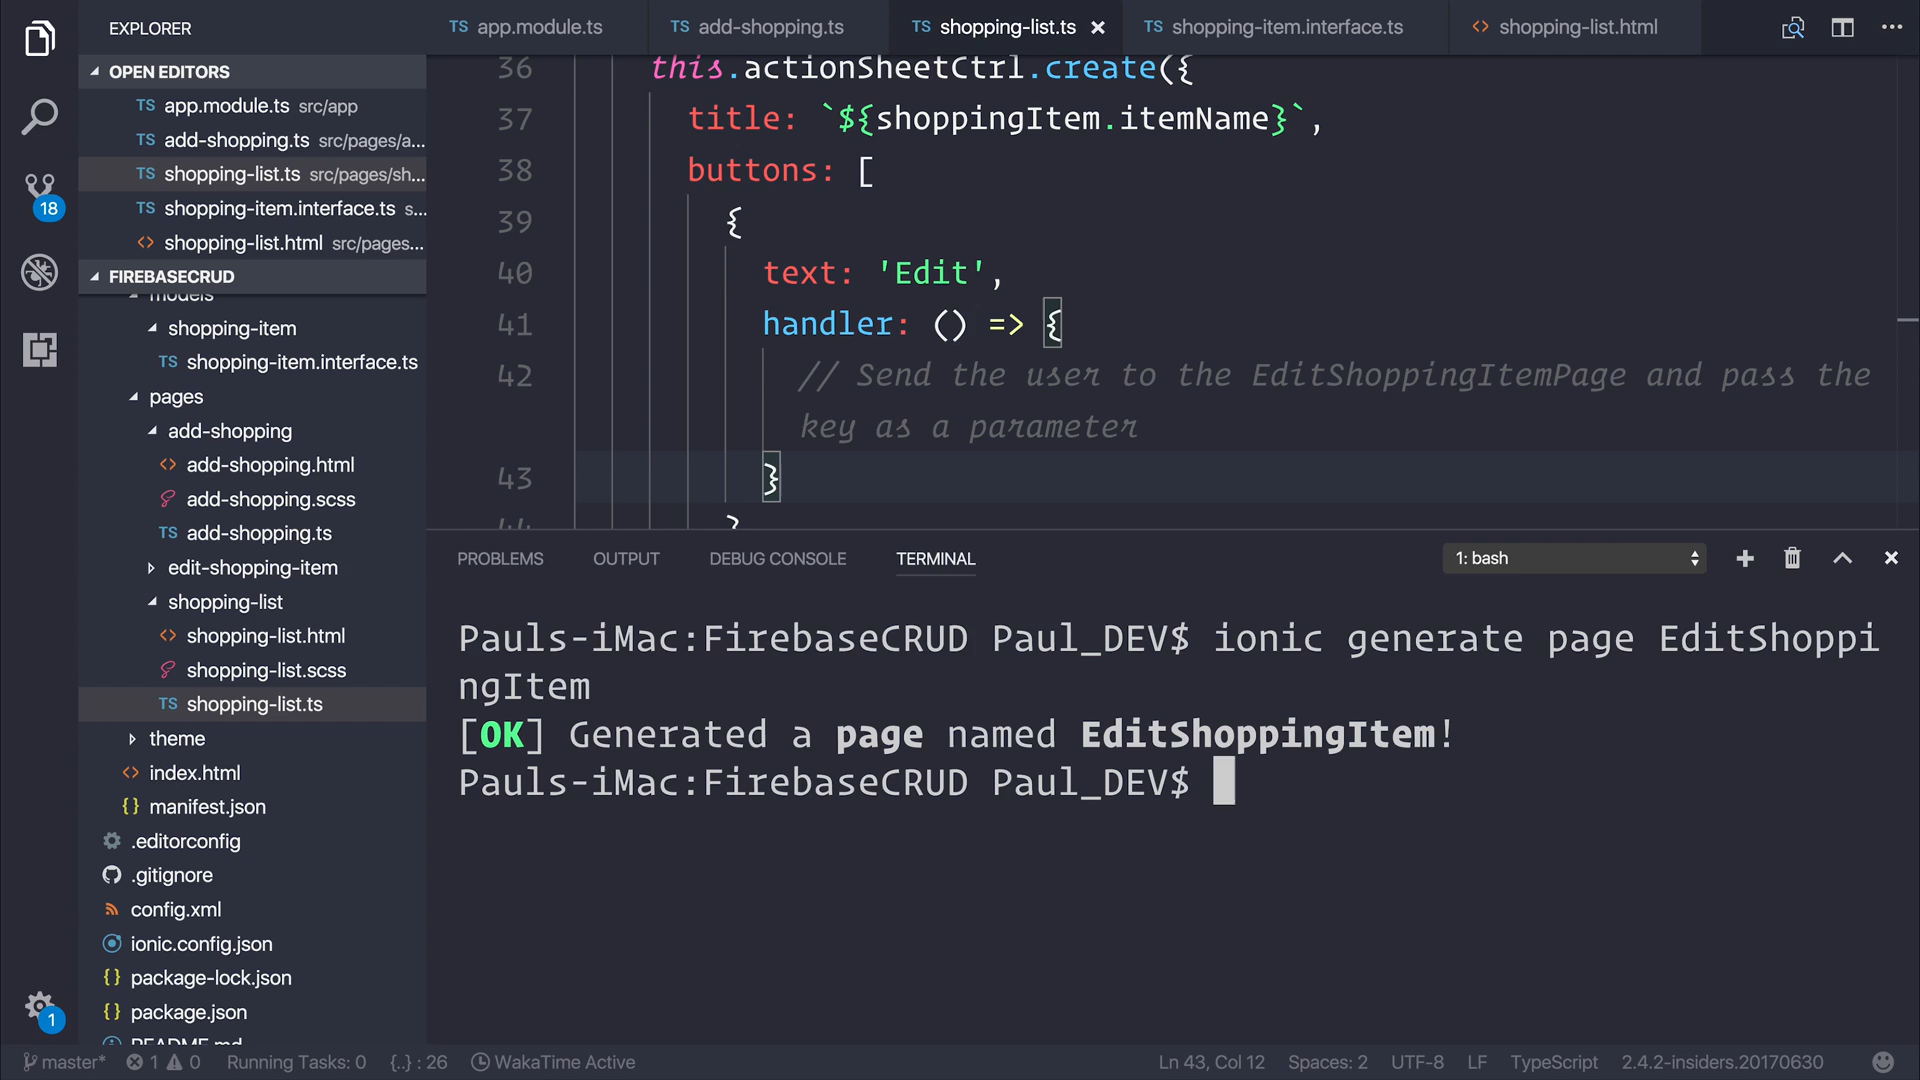 EXPLORER
TS app.module.ts
TS add-shopping.ts
TS shopping-list.ts
TS shopping-item.interface.ts
<> shopping-list.html
OPEN EDITORS
TS app.module.ts src/app
TS add-shopping.ts src/pages/a...
TS shopping-list.ts src/pages/sh...
TS shopping-item.interface.ts s...
<> shopping-list.html src/pages...
18
FIREBASECRUD
models
shopping-item
TS shopping-item.interface.ts
pages
add-shopping
<> add-shopping.html
add-shopping.scss
TS add-shopping.ts
edit-shopping-item
shopping-list
<> shopping-list.html
shopping-list.scss
TS shopping-list.ts
theme
<> index.html
{} manifest.json
.editorconfig
.gitignore
config.xml
ionic.config.json
{} package-lock.json
{} package.json
README.md
1
36 this.actionSheetCtrl.create({
37 title: `${shoppingItem.itemName}`,
38 buttons: [
39 {
40 text: 'Edit',
41 handler: () => {
42 // Send the user to the EditShoppingItemPage and pass the
key as a parameter
43 }
44 }
PROBLEMS OUTPUT DEBUG CONSOLE TERMINAL 1: bash
Pauls-iMac:FirebaseCRUD Paul_DEV$ ionic generate page EditShoppi
ngItem
[OK] Generated a page named EditShoppingItem!
Pauls-iMac:FirebaseCRUD Paul_DEV$
master* 1 0 Running Tasks: 0 {..} : 26 WakaTime Active Ln 43, Col 12 Spaces: 2 UTF-8 LF TypeScript 2.4.2-insiders.20170630